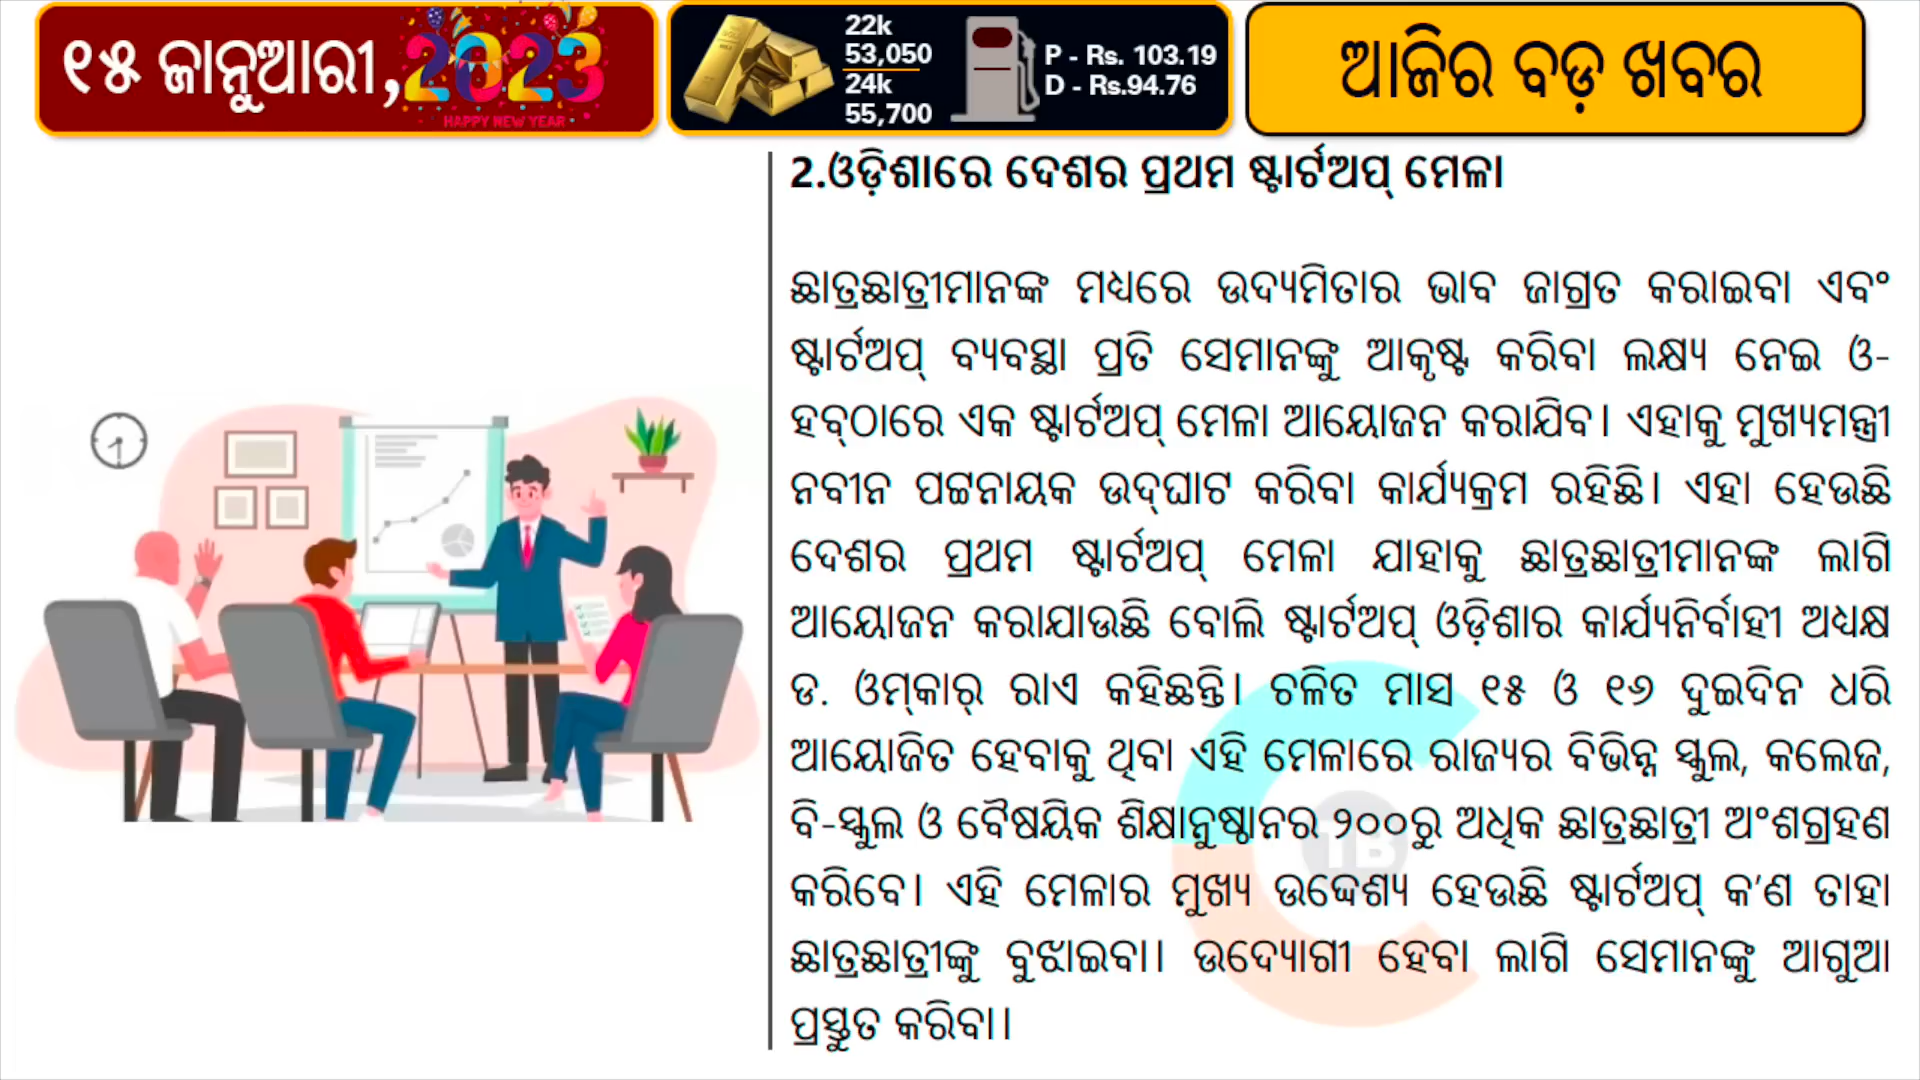 ୧୫ ଜାନୁଆରୀ, 2023
HAPPY NEW YEAR
22k
53,050
24k
55,700
P - Rs. 103.19
D - Rs.94.76
ଆଜିର ବଡ଼ ଖବର
2.ଓଡ଼ିଶାରେ ଦେଶର ପ୍ରଥମ ଷ୍ଟାର୍ଟଅପ୍ ମେଳା
ଛାତ୍ରଛାତ୍ରୀମାନଙ୍କ ମଧ୍ୟରେ ଉଦ୍ୟମିତାର ଭାବ ଜାଗ୍ରତ କରାଇବା ଏବଂ
ଷ୍ଟାର୍ଟଅପ୍ ବ୍ୟବସ୍ଥା ପ୍ରତି ସେମାନଙ୍କୁ ଆକୃଷ୍ଟ କରିବା ଲକ୍ଷ୍ୟ ନେଇ ଓ-
ହବ୍‌ଠାରେ ଏକ ଷ୍ଟାର୍ଟଅପ୍ ମେଳା ଆୟୋଜନ କରାଯିବ। ଏହାକୁ ମୁଖ୍ୟମନ୍ତ୍ରୀ
ନବୀନ ପଟ୍ଟନାୟକ ଉଦ୍‌ଘାଟ କରିବା କାର୍ଯ୍ୟକ୍ରମ ରହିଛି। ଏହା ହେଉଛି
ଦେଶର ପ୍ରଥମ ଷ୍ଟାର୍ଟଅପ୍ ମେଳା ଯାହାକୁ ଛାତ୍ରଛାତ୍ରୀମାନଙ୍କ ଲାଗି
ଆୟୋଜନ କରାଯାଉଛି ବୋଲି ଷ୍ଟାର୍ଟଅପ୍ ଓଡ଼ିଶାର କାର୍ଯ୍ୟନିର୍ବାହୀ ଅଧ୍ୟକ୍ଷ
ଡ. ଓମ୍‌କାର୍ ରାଏ କହିଛନ୍ତି। ଚଳିତ ମାସ ୧୫ ଓ ୧୬ ଦୁଇଦିନ ଧରି
ଆୟୋଜିତ ହେବାକୁ ଥିବା ଏହି ମେଳାରେ ରାଜ୍ୟର ବିଭିନ୍ନ ସ୍କୁଲ, କଲେଜ,
ବି-ସ୍କୁଲ ଓ ବୈଷୟିକ ଶିକ୍ଷାନୁଷ୍ଠାନର ୨୦୦ରୁ ଅଧିକ ଛାତ୍ରଛାତ୍ରୀ ଅଂଶଗ୍ରହଣ
କରିବେ। ଏହି ମେଳାର ମୁଖ୍ୟ ଉଦ୍ଦେଶ୍ୟ ହେଉଛି ଷ୍ଟାର୍ଟଅପ୍ କ'ଣ ତାହା
ଛାତ୍ରଛାତ୍ରୀଙ୍କୁ ବୁଝାଇବା। ଉଦ୍ୟୋଗୀ ହେବା ଲାଗି ସେମାନଙ୍କୁ ଆଗୁଆ
ପ୍ରସ୍ତୁତ କରିବା।
TB